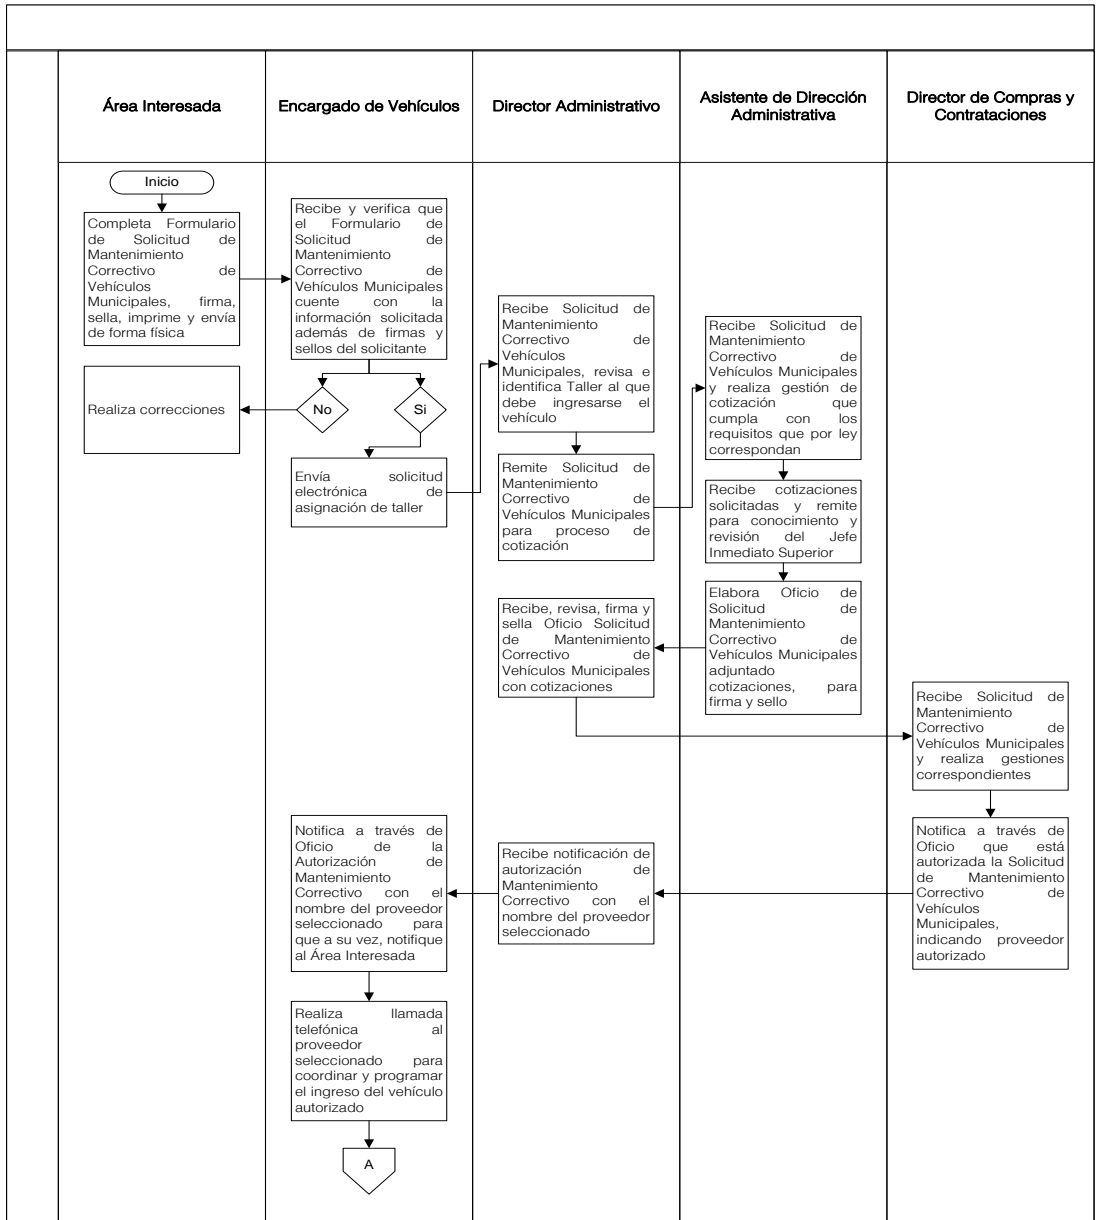 Área Interesada
Encargado de Vehículos
Director Administrativo
Asistente de Dirección
Administrativa
Director de Compras y
Contrataciones
Inicio
Completa Formulario
de Solicitud de
Mantenimiento
Correctivo de
Vehículos
Municipales, firma,
sella, imprime y envía
de forma física
Recibe y verifica que
el Formulario de
Solicitud de
Mantenimiento
Correctivo de
Vehículos Municipales
cuente con la
información solicitada
además de firmas y
sellos del solicitante
Realiza correcciones
No
Si
Envía solicitud
electrónica de
asignación de taller
Recibe Solicitud de
Mantenimiento
Correctivo de
Vehículos
Municipales, revisa e
identifica Taller al que
debe ingresarse el
vehículo
Remite Solicitud de
Mantenimiento
Correctivo de
Vehículos Municipales
para proceso de
cotización
Recibe Solicitud de
Mantenimiento
Correctivo de
Vehículos Municipales
y realiza gestión de
cotización que
cumpla con los
requisitos que por ley
correspondan
Recibe cotizaciones
solicitadas y remite
para conocimiento y
revisión del Jefe
Inmediato Superior
Elabora Oficio de
Solicitud de
Mantenimiento
Correctivo de
Vehículos Municipales
adjuntado
cotizaciones, para
firma y sello
Recibe, revisa, firma y
sella Oficio Solicitud
de Mantenimiento
Correctivo de
Vehículos Municipales
con cotizaciones
Recibe Solicitud de
Mantenimiento
Correctivo de
Vehículos Municipales
y realiza gestiones
correspondientes
Notifica a través de
Oficio que está
autorizada la Solicitud
de Mantenimiento
Correctivo de
Vehículos
Municipales,
indicando proveedor
autorizado
Recibe notificación de
autorización de
Mantenimiento
Correctivo con el
nombre del proveedor
seleccionado
Notifica a través de
Oficio de la
Autorización de
Mantenimiento
Correctivo con el
nombre del proveedor
seleccionado para
que a su vez, notifique
al Área Interesada
Realiza llamada
telefónica al
proveedor
seleccionado para
coordinar y programar
el ingreso del vehículo
autorizado
A